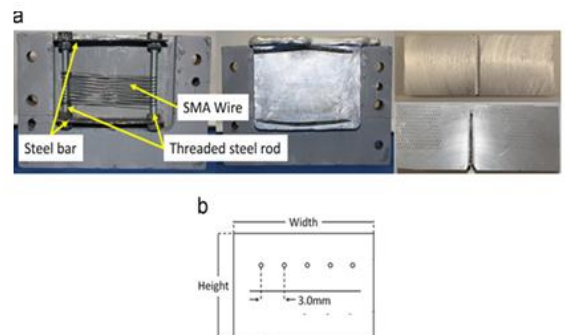 a
SMA Wire
Steel bar
Threaded steel rod
b
Width
Height
3.0mm